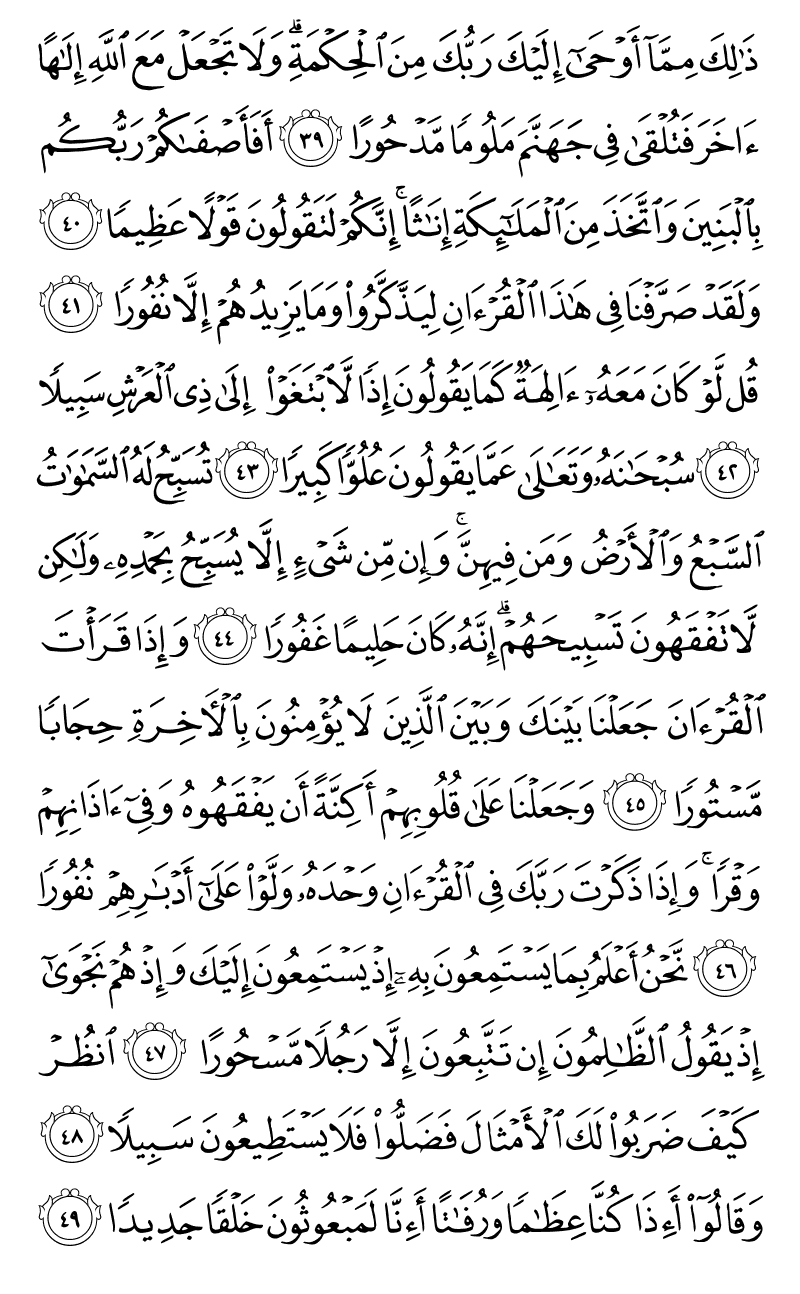 ذَٰلِكَ مِمَّآ أَوۡحَىٰٓ إِلَيۡكَ رَبُّكَ مِنَ ٱلۡحِكۡمَةِۗ وَلَا تَجۡعَلۡ مَعَ ٱللَّهِ إِلَٰهًا
ءَاخَرَ فَتُلۡقَىٰ فِي جَهَنَّمَ مَلُومٗا مَّدۡحُورًا ٣٩ أَفَأَصۡفَىٰكُمۡ رَبُّكُم
بِٱلۡبَنِينَ وَٱتَّخَذَ مِنَ ٱلۡمَلَٰٓئِكَةِ إِنَٰثًاۚ إِنَّكُمۡ لَتَقُولُونَ قَوۡلًا عَظِيمٗا ٤٠
وَلَقَدۡ صَرَّفۡنَا فِي هَٰذَا ٱلۡقُرۡءَانِ لِيَذَّكَّرُواْ وَمَا يَزِيدُهُمۡ إِلَّا نُفُورٗا ٤١
قُل لَّوۡ كَانَ مَعَهُۥٓ ءَالِهَةٞ كَمَا يَقُولُونَ إِذٗا لَّٱبۡتَغَوۡاْ إِلَىٰ ذِي ٱلۡعَرۡشِ سَبِيلٗا
٤٢ سُبۡحَٰنَهُۥ وَتَعَٰلَىٰ عَمَّا يَقُولُونَ عُلُوّٗا كَبِيرٗا ٤٣ تُسَبِّحُ لَهُ ٱلسَّمَٰوَٰتُ
ٱلسَّبۡعُ وَٱلۡأَرۡضُ وَمَن فِيهِنَّۚ وَإِن مِّن شَيۡءٍ إِلَّا يُسَبِّحُ بِحَمۡدِهِۦ وَلَٰكِن
لَّا تَفۡقَهُونَ تَسۡبِيحَهُمۡۗ إِنَّهُۥ كَانَ حَلِيمًا غَفُورٗا ٤٤ وَإِذَا قَرَأۡتَ
ٱلۡقُرۡءَانَ جَعَلۡنَا بَيۡنَكَ وَبَيۡنَ ٱلَّذِينَ لَا يُؤۡمِنُونَ بِٱلۡأٓخِرَةِ حِجَابٗا
مَّسۡتُورٗا ٤٥ وَجَعَلۡنَا عَلَىٰ قُلُوبِهِمۡ أَكِنَّةً أَن يَفۡقَهُوهُ وَفِيٓ ءَاذَانِهِمۡ
وَقۡرٗاۚ وَإِذَا ذَكَرۡتَ رَبَّكَ فِي ٱلۡقُرۡءَانِ وَحۡدَهُۥ وَلَّوۡاْ عَلَىٰٓ أَدۡبَٰرِهِمۡ نُفُورٗا
٤٦ نَّحۡنُ أَعۡلَمُ بِمَا يَسۡتَمِعُونَ بِهِۦٓ إِذۡ يَسۡتَمِعُونَ إِلَيۡكَ وَإِذۡ هُمۡ نَجۡوَىٰٓ
إِذۡ يَقُولُ ٱلظَّٰلِمُونَ إِن تَتَّبِعُونَ إِلَّا رَجُلٗا مَّسۡحُورًا ٤٧ ٱنظُرۡ
كَيۡفَ ضَرَبُواْ لَكَ ٱلۡأَمۡثَالَ فَضَلُّواْ فَلَا يَسۡتَطِيعُونَ سَبِيلٗا ٤٨
وَقَالُوٓاْ أَءِذَا كُنَّا عِظَٰمٗا وَرُفَٰتًا أَءِنَّا لَمَبۡعُوثُونَ خَلۡقٗا جَدِيدٗا ٤٩